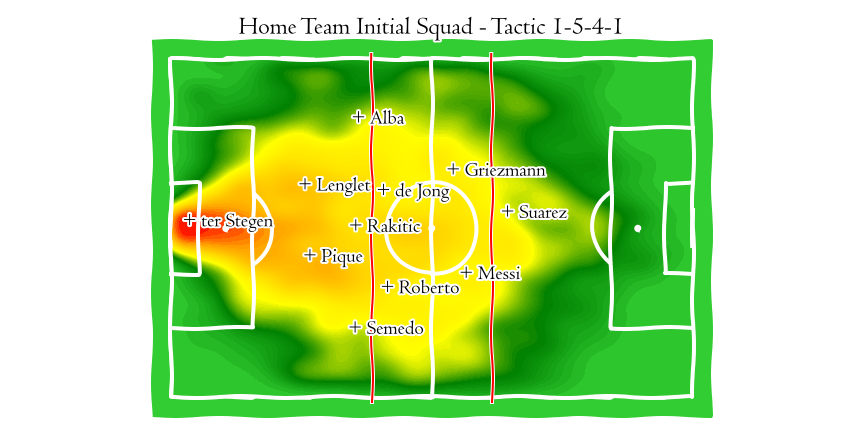 Home Team Initial Squad - Tactic 1-5-4-1
+ Alba
+ Griezmann
+ Lenglet
+ de Jong
+ Suarez
+ ter Stegen
+ Rakitic
+ Pique
+ Messi
+ Roberto
+ Semedo